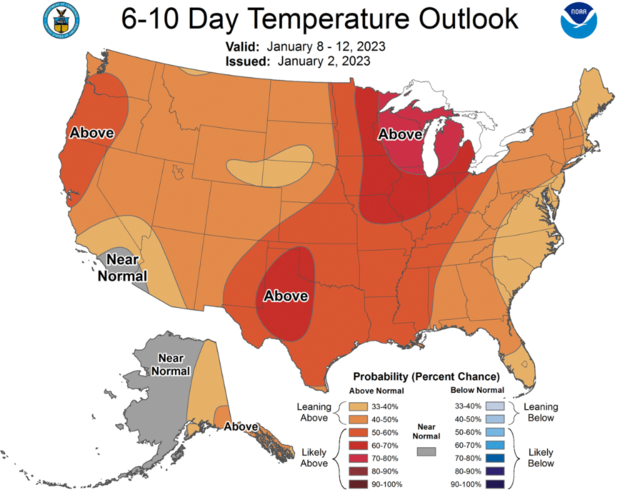 6-10 Day Temperature Outlook
NOAA
Valid: January 8 - 12, 2023
Issued: January 2, 2023
Above
Above
Near
Normal
Above
Near
Normal
Above
Probability (Percent Chance)
Above Normal
Below Normal
Leaning
Above
33-40%
40-50%
Likely
Above
50-60%
60-70%
70-80%
80-90%
90-100%
Near
Normal
33-40%
40-50%
Leaning
Below
50-60%
60-70%
70-80%
80-90%
90-100%
Likely
Below